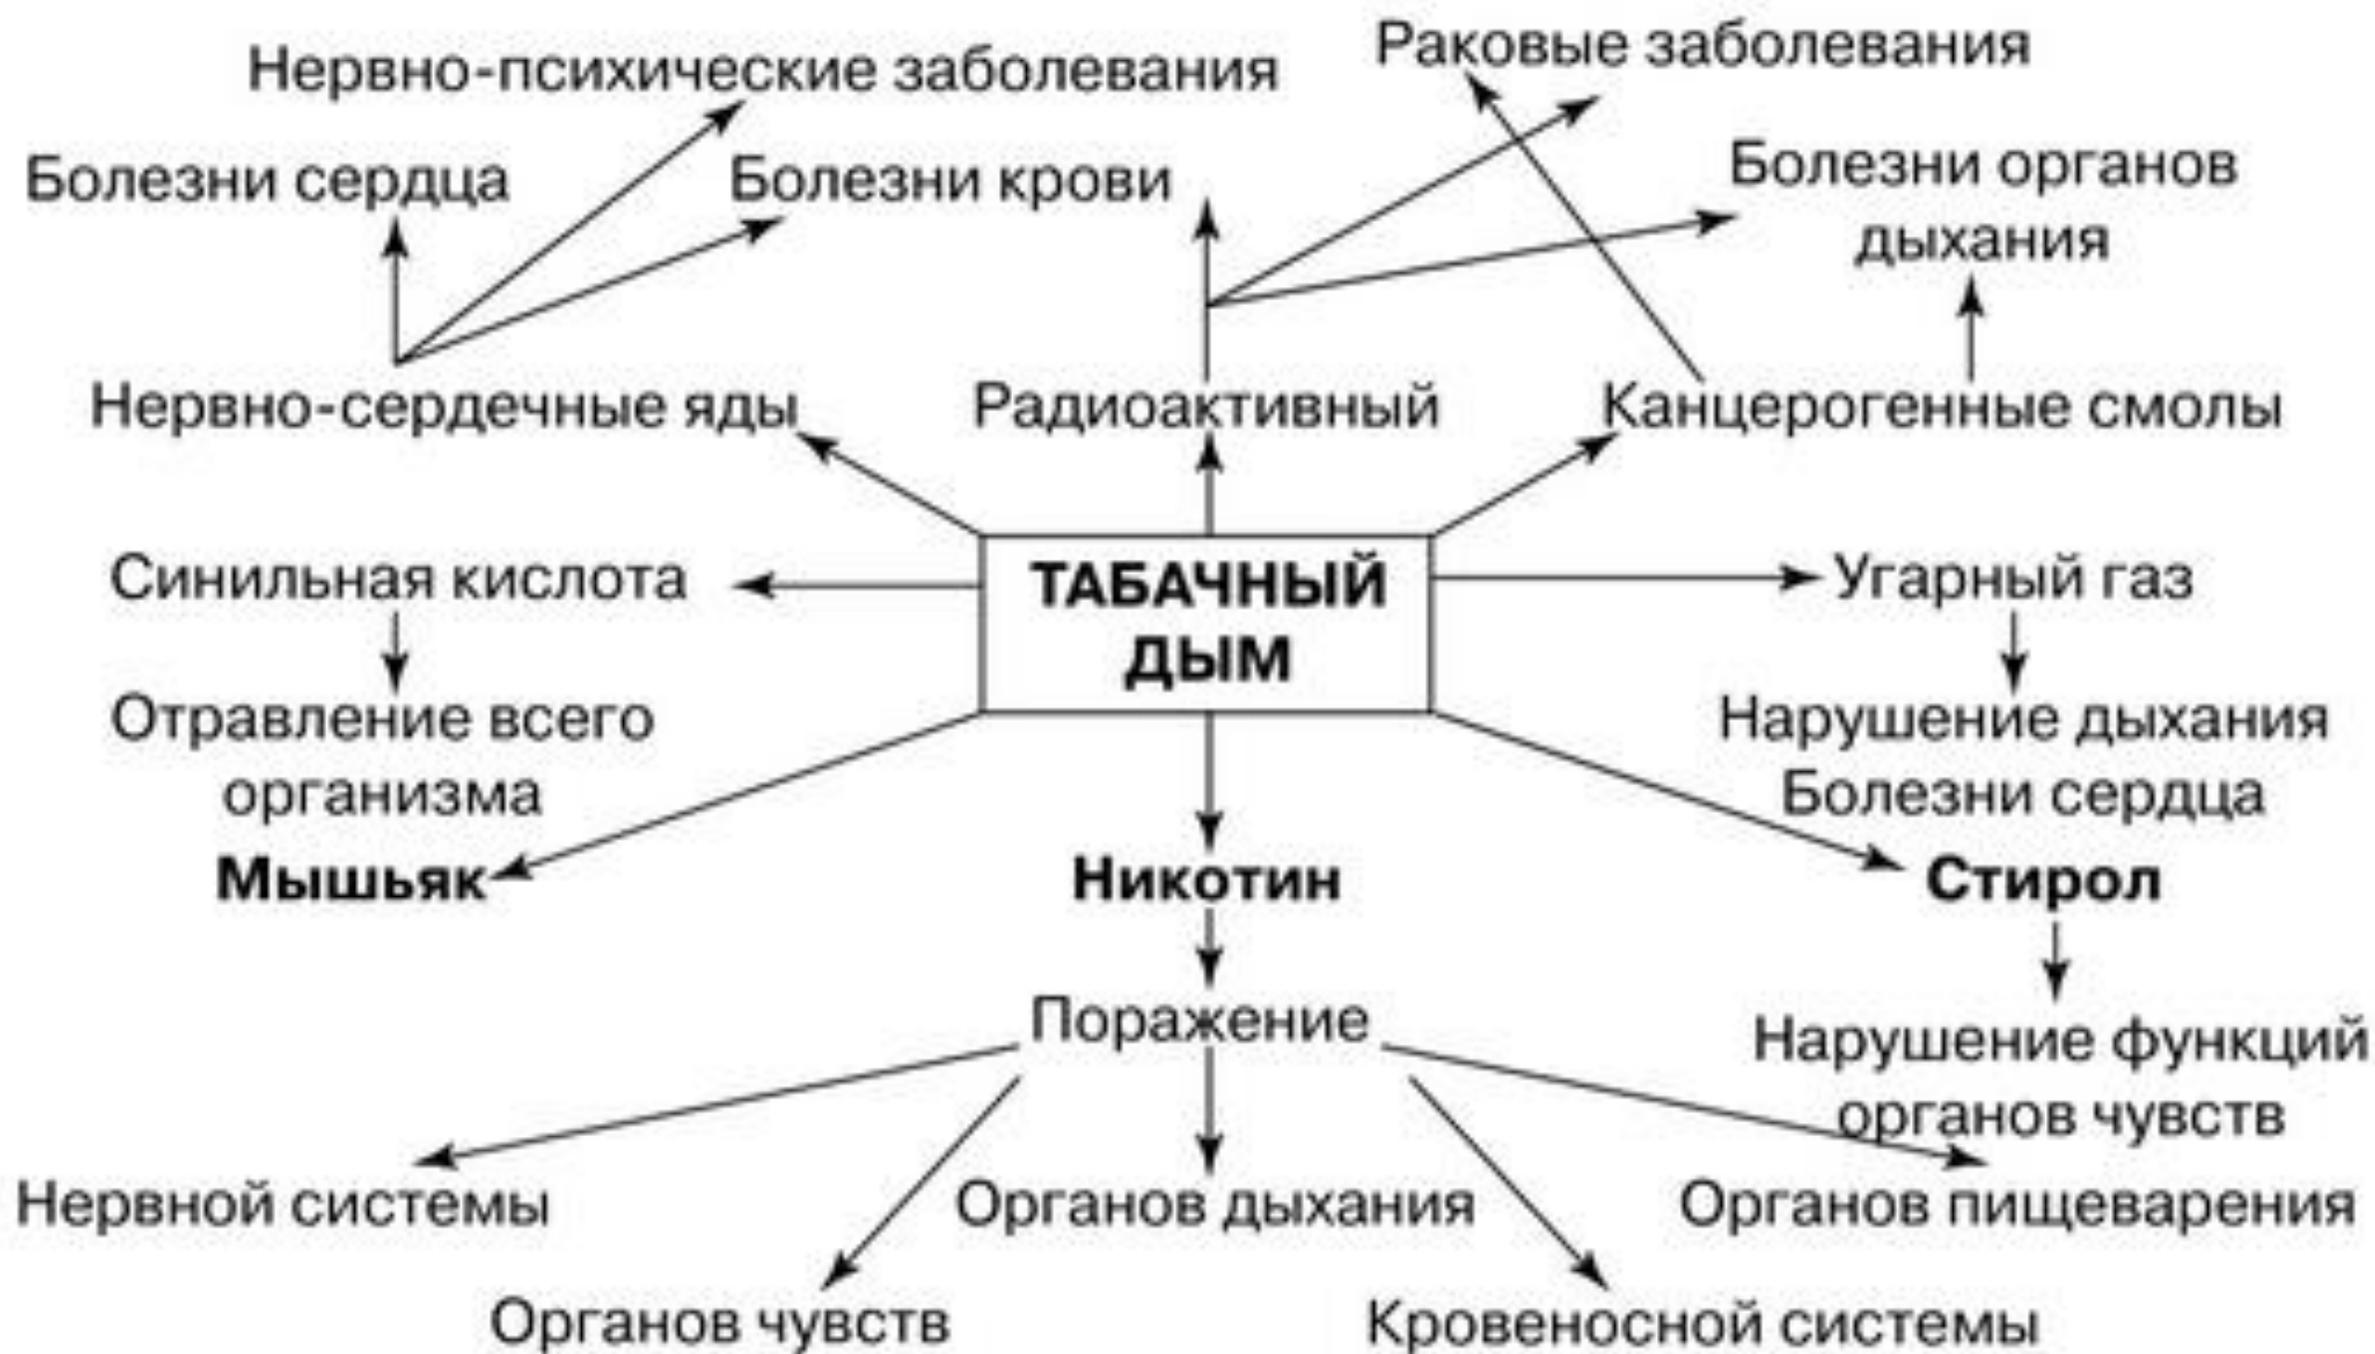 Нервно-психические заболевания
Раковые заболевания
Болезни сердца
Болезни крови
Болезни органов
дыхания
Нервно-сердечные яды
Радиоактивный
Канцерогенные смолы
Синильная кислота
ТАБАЧНЫЙ
ДЫМ
Угарный газ
Отравление всего
организма
Нарушение дыхания
Болезни сердца
Мышьяк
Никотин
Стирол
Поражение
Нарушение функций
органов чувств
Нервной системы
Органов дыхания
Органов пищеварения
Органов чувств
Кровеносной системы